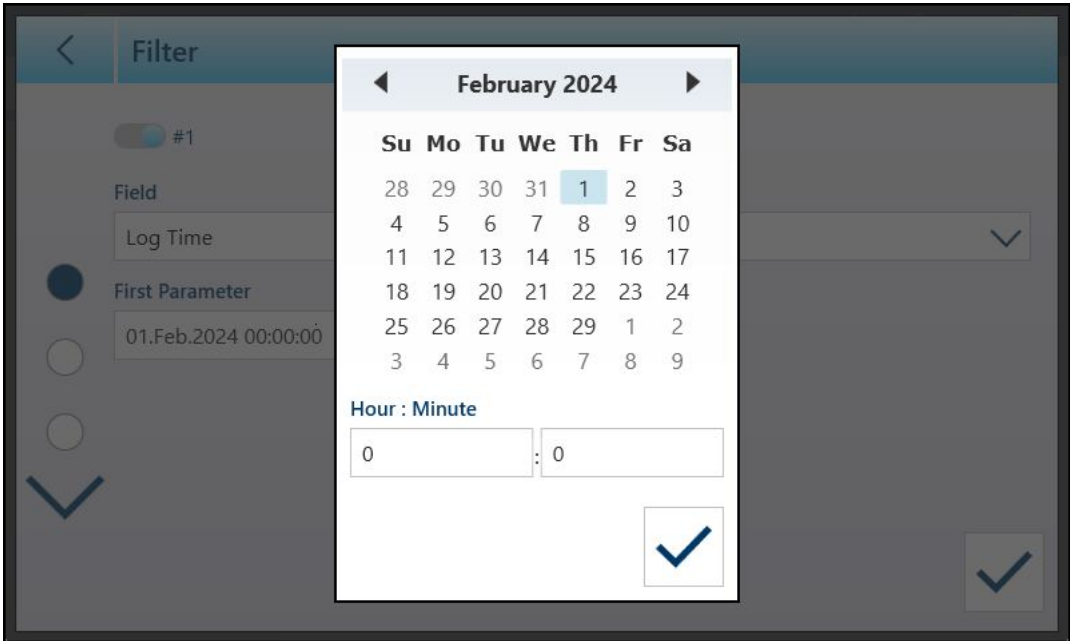 Filter
#1
Field
Log Time
First Parameter
01.Feb.2024 00:00:00
February 2024
Su Mo Tu We Th Fr Sa
28 29 30 31 1 2 3
4 5 6 7 8 9 10
11 12 13 14 15 16 17
18 19 20 21 22 23 24
25 26 27 28 29 1 2
3 4 5 6 7 8 9
Hour : Minute
0 : 0